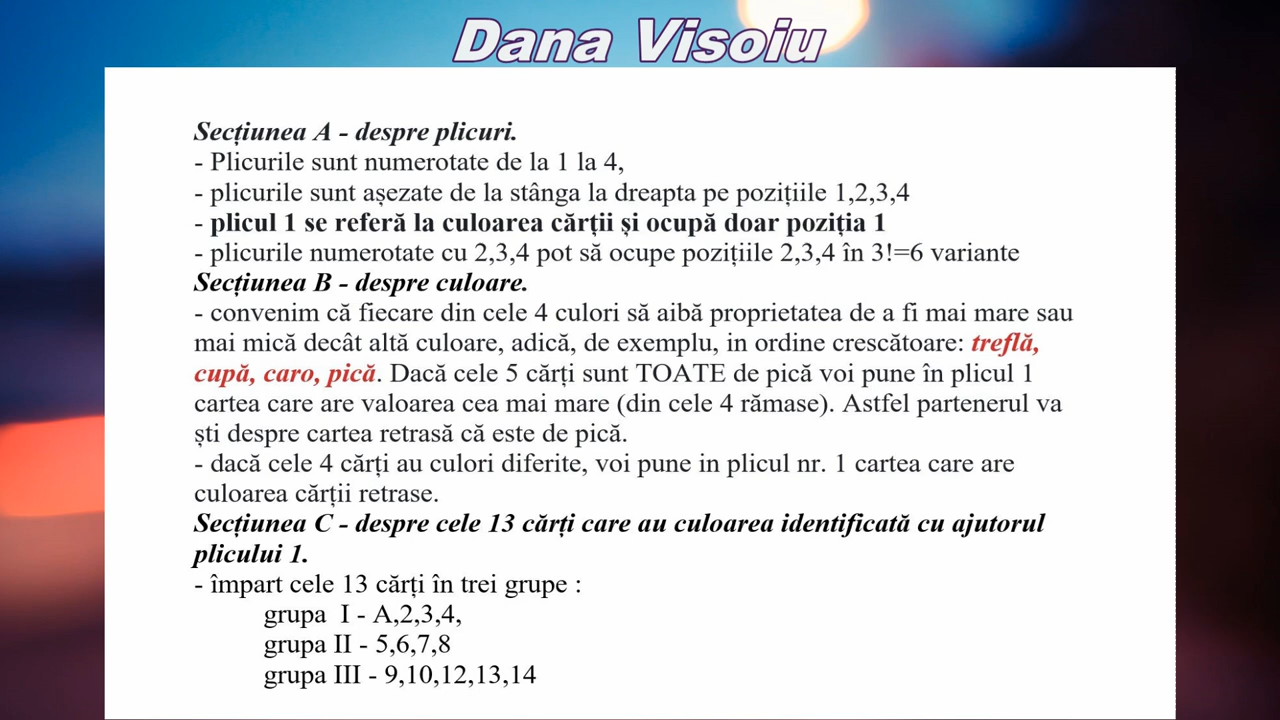 Dana Visoiu
Secțiunea A - despre plicuri.
- Plicurile sunt numerotate de la 1 la 4,
- plicurile sunt așezate de la stânga la dreapta pe pozițiile 1,2,3,4
- plicul 1 se referă la culoarea cărții și ocupă doar poziția 1
- plicurile numerotate cu 2,3,4 pot să ocupe pozițiile 2,3,4 în 3!=6 variante
Secțiunea B - despre culoare.
- convenim că fiecare din cele 4 culori să aibă proprietatea de a fi mai mare sau
mai mică decât altă culoare, adică, de exemplu, in ordine crescătoare: treflă,
cupă, caro, pică. Dacă cele 5 cărți sunt TOATE de pică voi pune în plicul 1
cartea care are valoarea cea mai mare (din cele 4 rămase). Astfel partenerul va
ști despre cartea retrasă că este de pică.
- dacă cele 4 cărți au culori diferite, voi pune in plicul nr. 1 cartea care are
culoarea cărții retrase.
Secțiunea C - despre cele 13 cărți care au culoarea identificată cu ajutorul
plicului 1.
- împart cele 13 cărți în trei grupe :
grupa I - A,2,3,4,
grupa II - 5,6,7,8
grupa III - 9,10,12,13,14